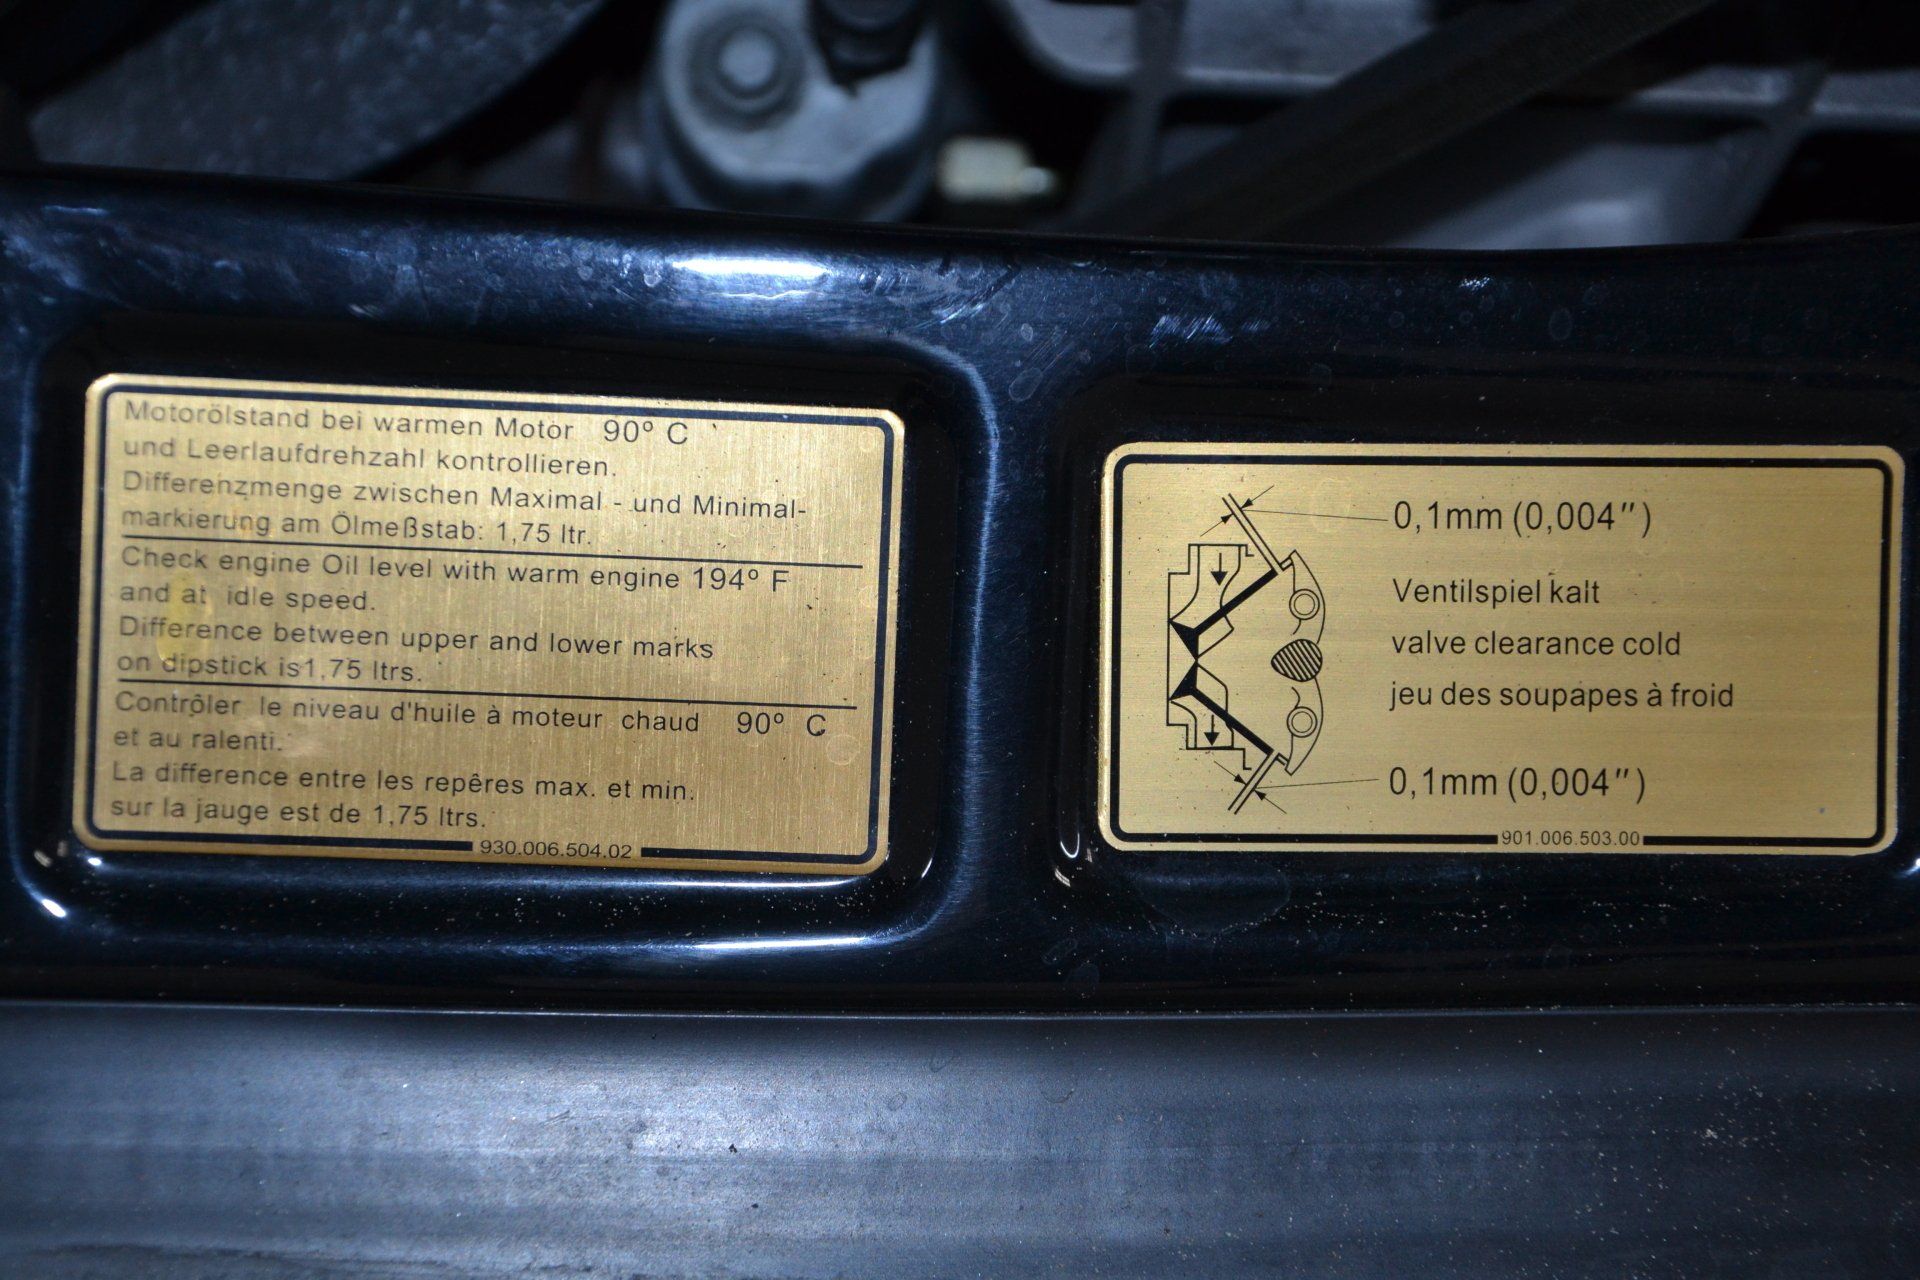 Motorölstand bei warmen Motor 90° C
und Leerlaufdrehzahl kontrollieren.
Differenzmenge zwischen Maximal - und Minimal-
markierung am Ölmeßstab: 1,75 ltr.
Check engine Oil level with warm engine 194° F
and at idle speed.
Difference between upper and lower marks
on dipstick is1,75 ltrs.
Contrôler le niveau d'huile à moteur chaud 90° C
et au ralenti.
La difference entre les repêres max. et min.
sur la jauge est de 1,75 ltrs.
930.006.504.02
0,1mm (0,004")
Ventilspiel kalt
valve clearance cold
jeu des soupapes à froid
0,1mm (0,004")
901.006.503.00